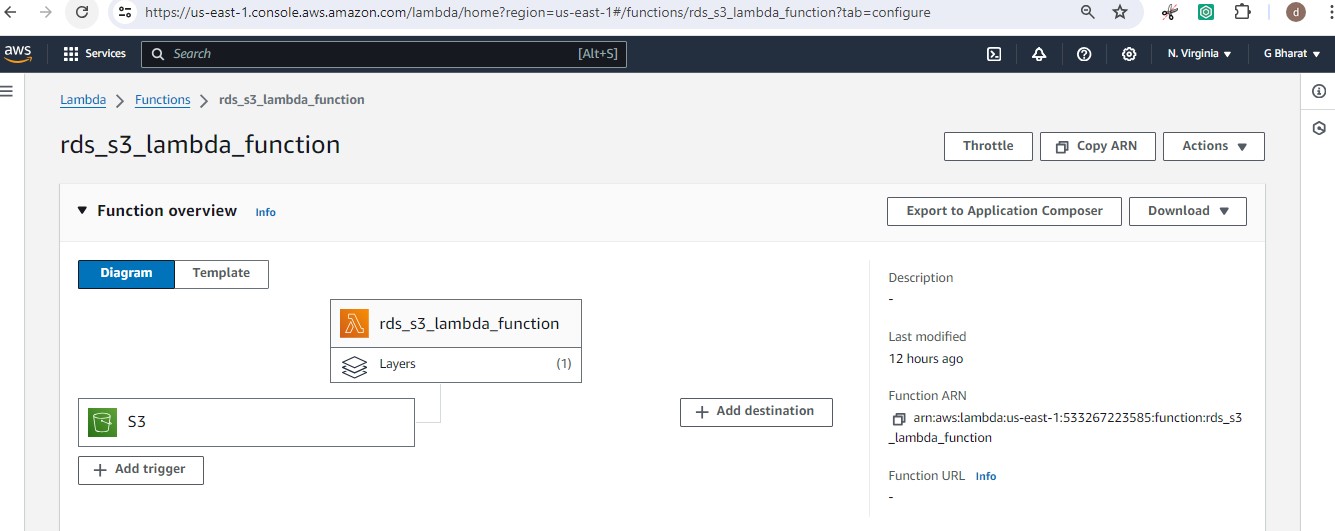 https://us-east-1.console.aws.amazon.com/lambda/home?region=us-east-1#/functions/rds_s3_lambda_function?tab=configure
d
aws
Services
Search [Alt+S]
N. Virginia
G Bharat
Lambda
Functions
rds_s3_lambda_function
rds_s3_lambda_function
Throttle
Copy ARN
Actions
Function overview
Info
Export to Application Composer
Download
Diagram
Template
rds_s3_lambda_function
Layers (1)
S3
Add trigger
Add destination
Description
-
Last modified
12 hours ago
Function ARN
arn:aws:lambda:us-east-1:533267223585:function:rds_s3
_lambda_function
Function URL Info
-